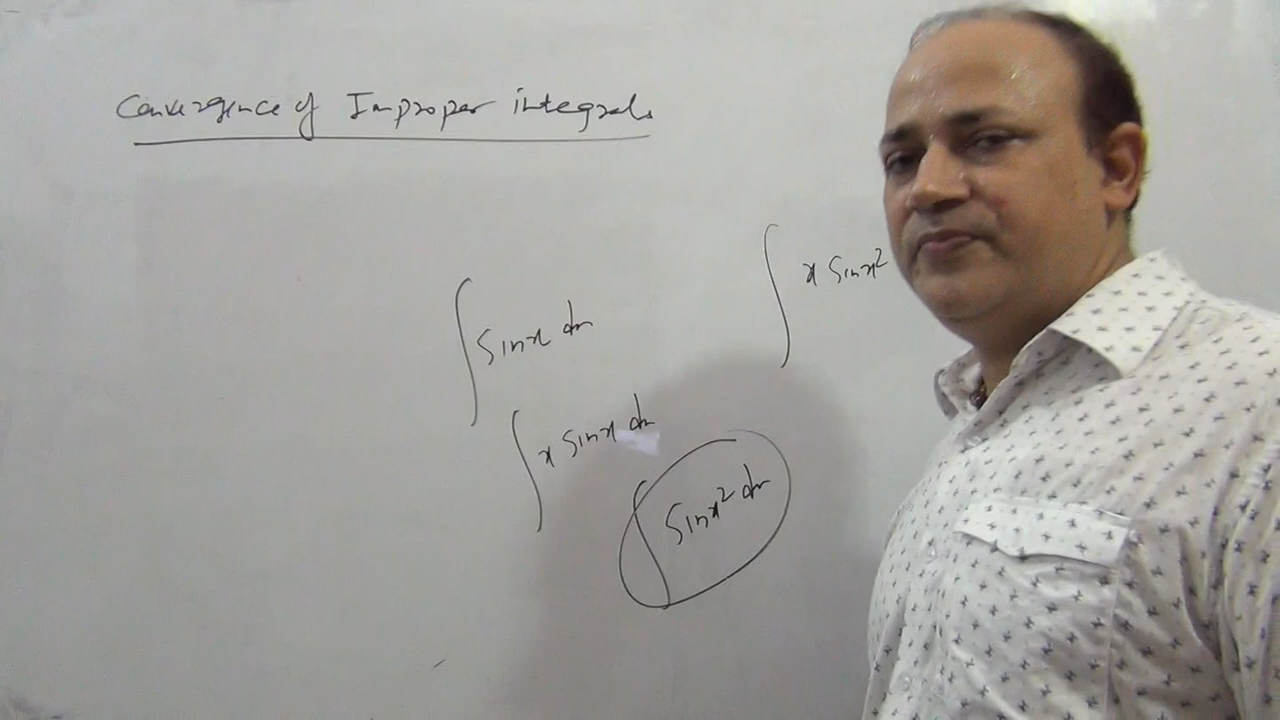 Convergence of Improper integrals
∫ x sin x²
∫ sin x dx
∫ x sin x dx
∫ sin x² dx